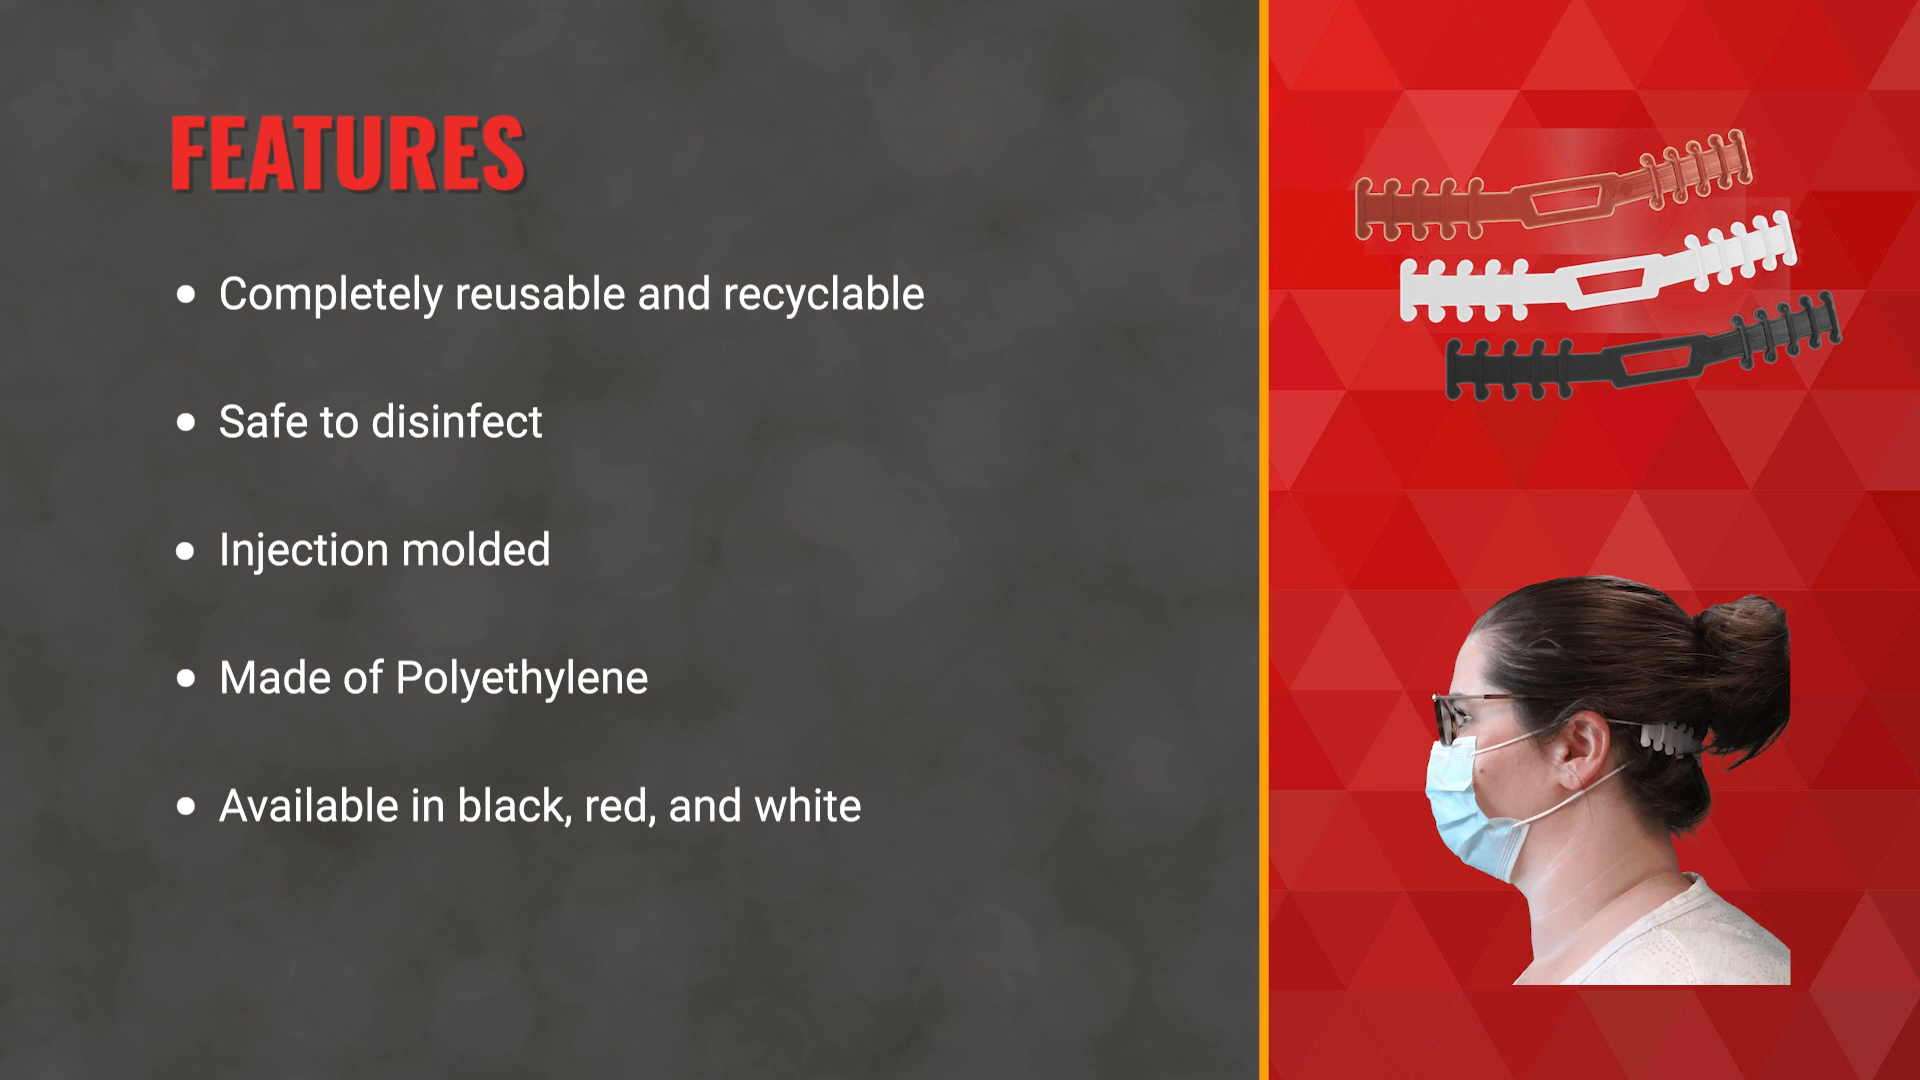 FEATURES
• Completely reusable and recyclable
• Safe to disinfect
• Injection molded
• Made of Polyethylene
• Available in black, red, and white